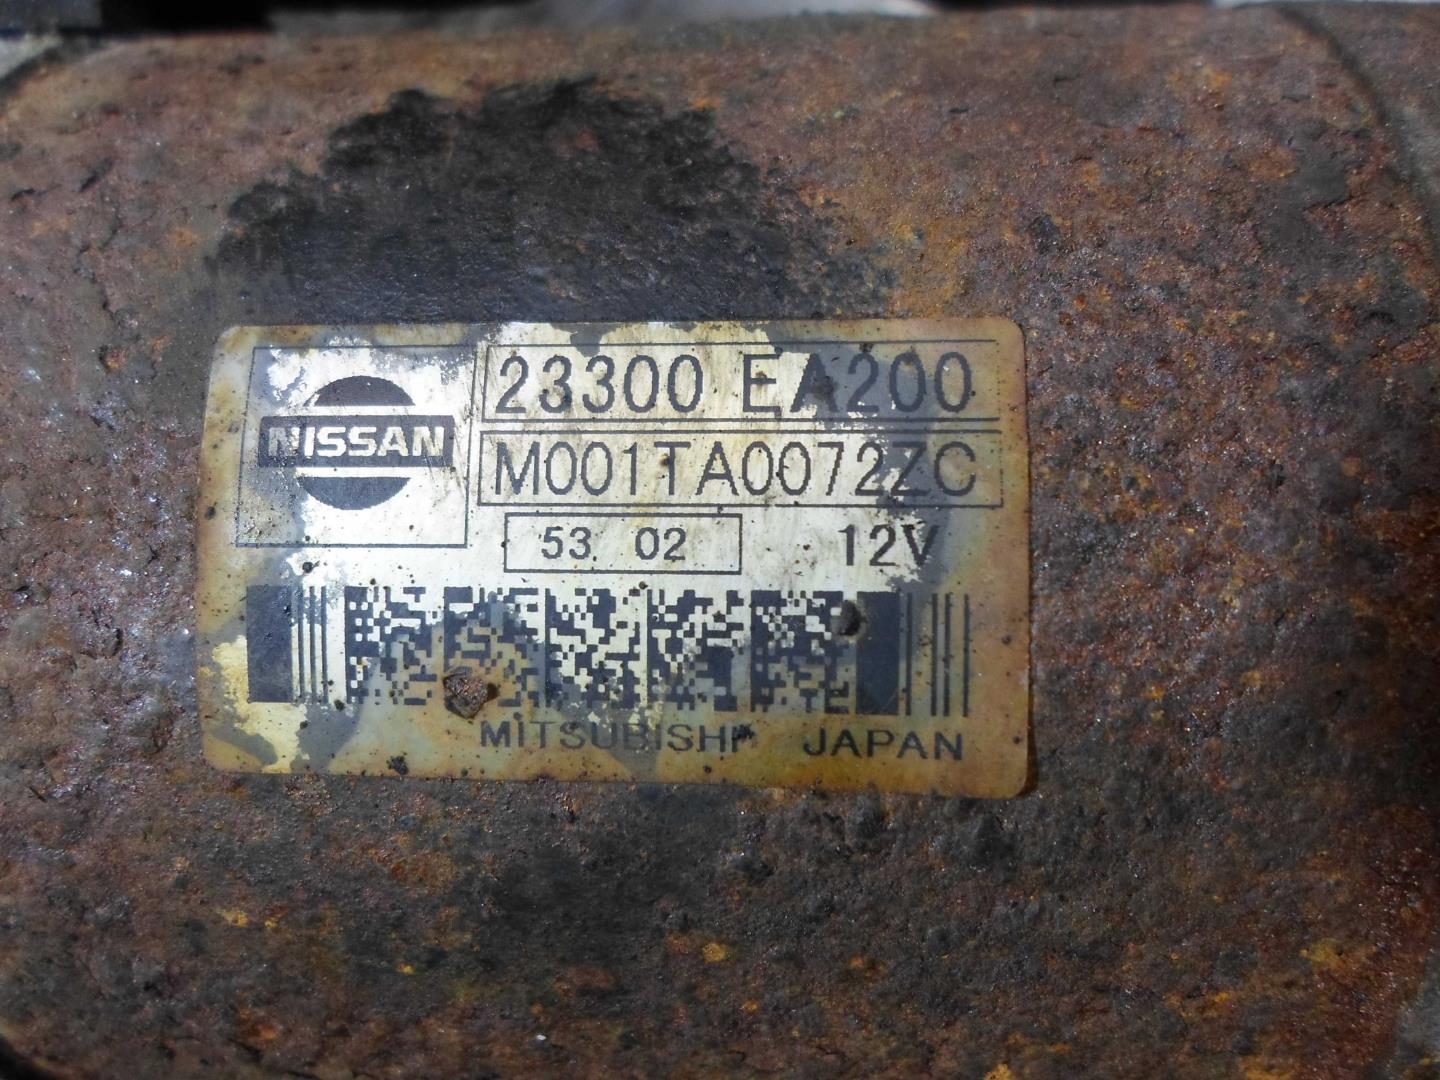 NISSAN
23300 EA200
M001TA0072ZC
53 02
12V
MITSUBISHI JAPAN